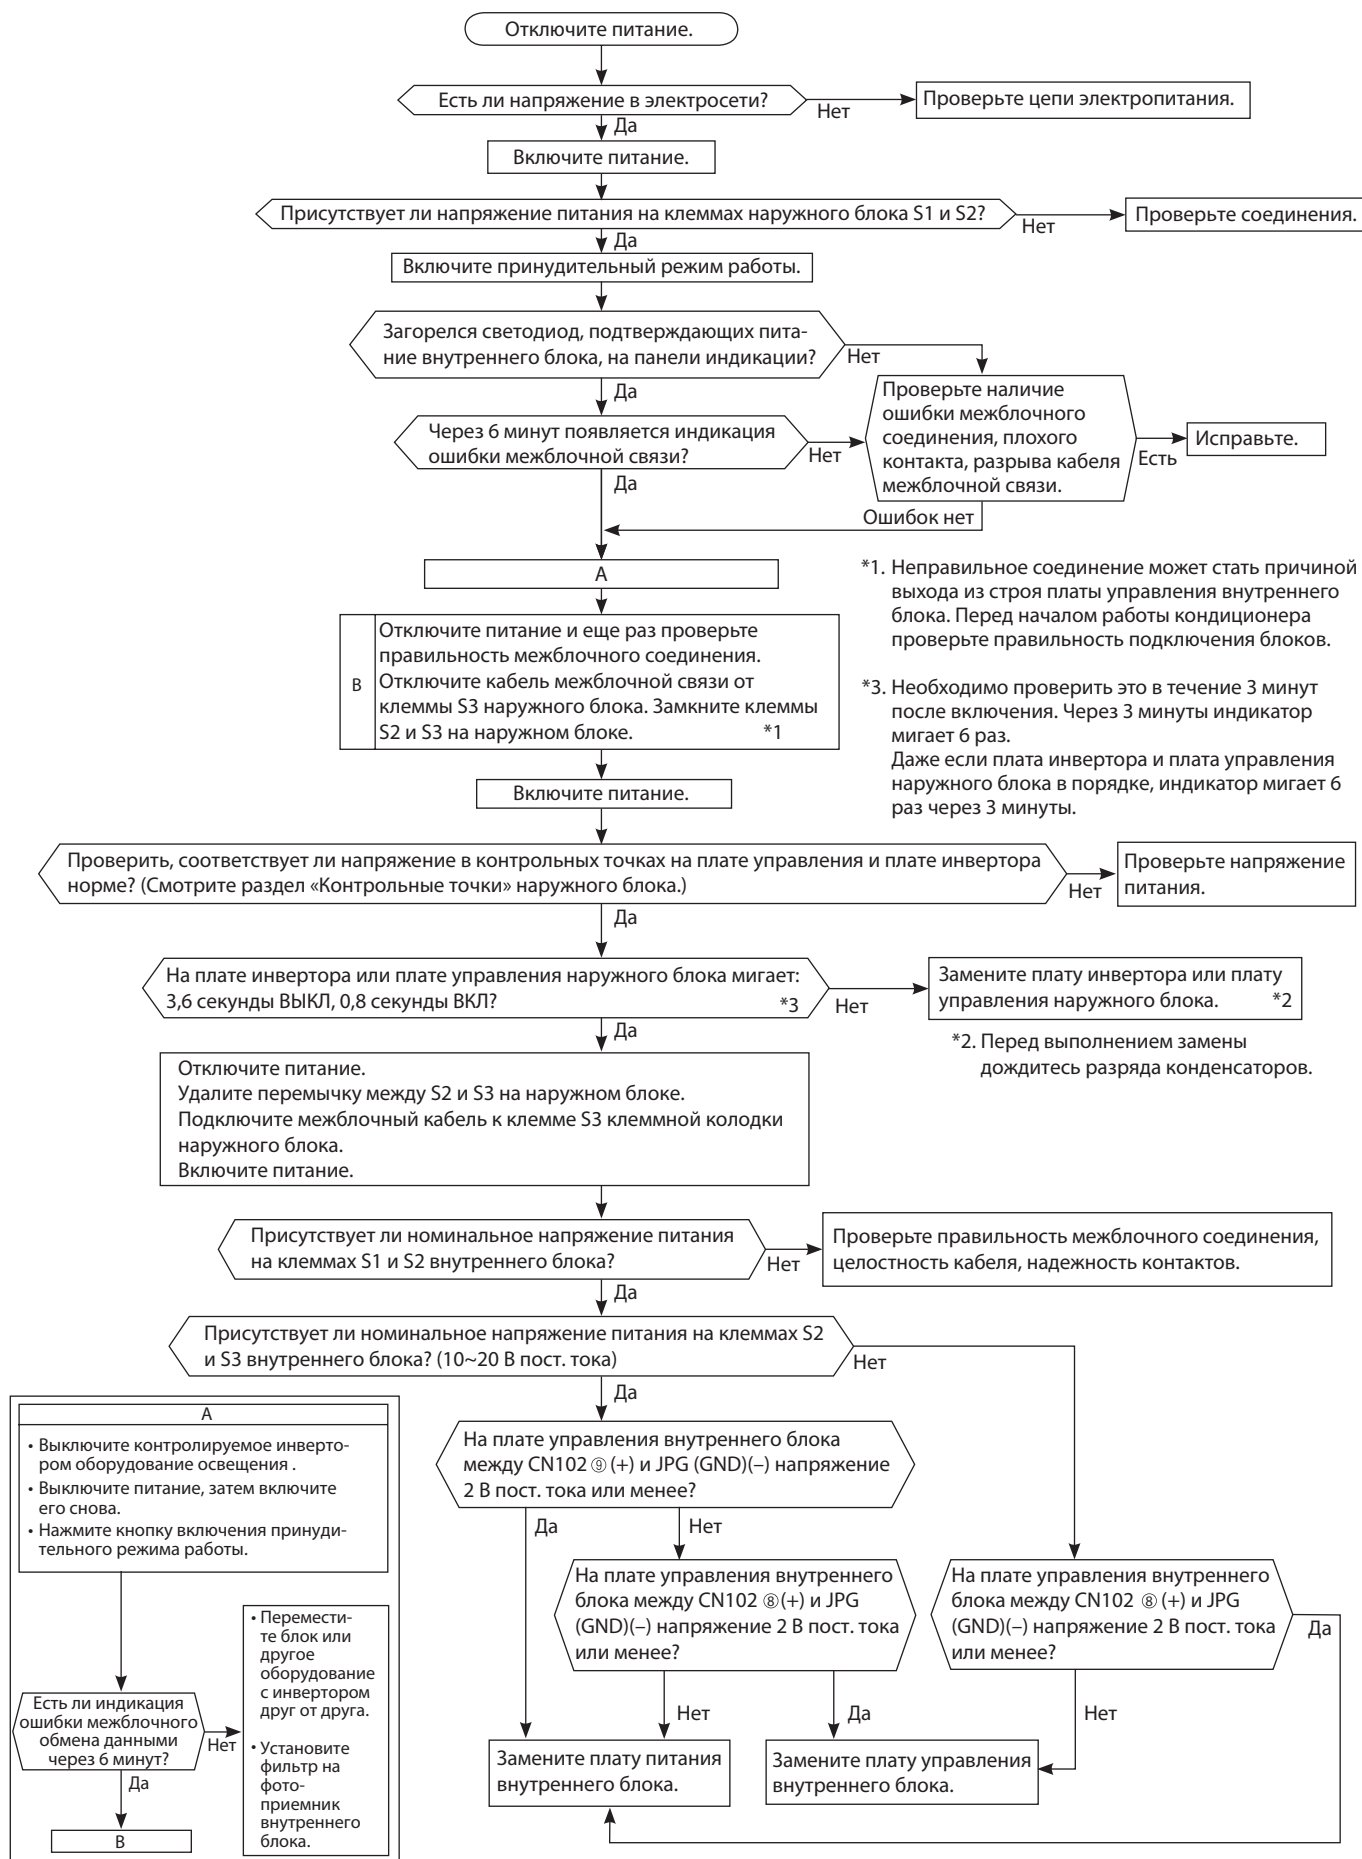 Отключите питание.
Есть ли напряжение в электросети?
Нет
Проверьте цепи электропитания.
Да
Включите питание.
Присутствует ли напряжение питания на клеммах наружного блока S1 и S2?
Нет
Проверьте соединения.
Да
Включите принудительный режим работы.
Загорелся светодиод, подтверждающих пита-
ние внутреннего блока, на панели индикации?
Нет
Да
Проверьте наличие
ошибки межблочного
соединения, плохого
контакта, разрыва кабеля
межблочной связи.
Через 6 минут появляется индикация
ошибки межблочной связи?
Нет
Есть
Исправьте.
Да
Ошибок нет
A
*1. Неправильное соединение может стать причиной
выхода из строя платы управления внутреннего
блока. Перед началом работы кондиционера
проверьте правильность подключения блоков.
B
Отключите питание и еще раз проверьте
правильность межблочного соединения.
Отключите кабель межблочной связи от
клеммы S3 наружного блока. Замкните клеммы
S2 и S3 на наружном блоке. *1
*3. Необходимо проверить это в течение 3 минут
после включения. Через 3 минуты индикатор
мигает 6 раз.
Даже если плата инвертора и плата управления
наружного блока в порядке, индикатор мигает 6
раз через 3 минуты.
Включите питание.
Проверить, соответствует ли напряжение в контрольных точках на плате управления и плате инвертора
норме? (Смотрите раздел «Контрольные точки» наружного блока.)
Нет
Проверьте напряжение
питания.
Да
На плате инвертора или плате управления наружного блока мигает:
3,6 секунды ВЫКЛ, 0,8 секунды ВКЛ? *3
Нет
Замените плату инвертора или плату
управления наружного блока. *2
Да
*2. Перед выполнением замены
дождитесь разряда конденсаторов.
Отключите питание.
Удалите перемычку между S2 и S3 на наружном блоке.
Подключите межблочный кабель к клемме S3 клеммной колодки
наружного блока.
Включите питание.
Присутствует ли номинальное напряжение питания
на клеммах S1 и S2 внутреннего блока?
Нет
Проверьте правильность межблочного соединения,
целостность кабеля, надежность контактов.
Да
Присутствует ли номинальное напряжение питания на клеммах S2
и S3 внутреннего блока? (10~20 В пост. тока)
Нет
Да
На плате управления внутреннего блока
между CN102 ⑨ (+) и JPG (GND)(–) напряжение
2 В пост. тока или менее?
Да
Нет
На плате управления внутреннего
блока между CN102 ⑧ (+) и JPG
(GND)(–) напряжение 2 В пост. тока
или менее?
Нет
Да
На плате управления внутреннего
блока между CN102 ⑧ (+) и JPG
(GND)(–) напряжение 2 В пост. тока
или менее?
Да
Нет
Замените плату питания
внутреннего блока.
Замените плату управления
внутреннего блока.
A
• Выключите контролируемое инверто-
ром оборудование освещения .
• Выключите питание, затем включите
его снова.
• Нажмите кнопку включения принуди-
тельного режима работы.
Есть ли индикация
ошибки межблочного
обмена данными
через 6 минут?
Нет
• Перемести-
те блок или
другое
оборудование
с инвертором
друг от друга.
• Установите
фильтр на
фото-
приемник
внутреннего
блока.
Да
B